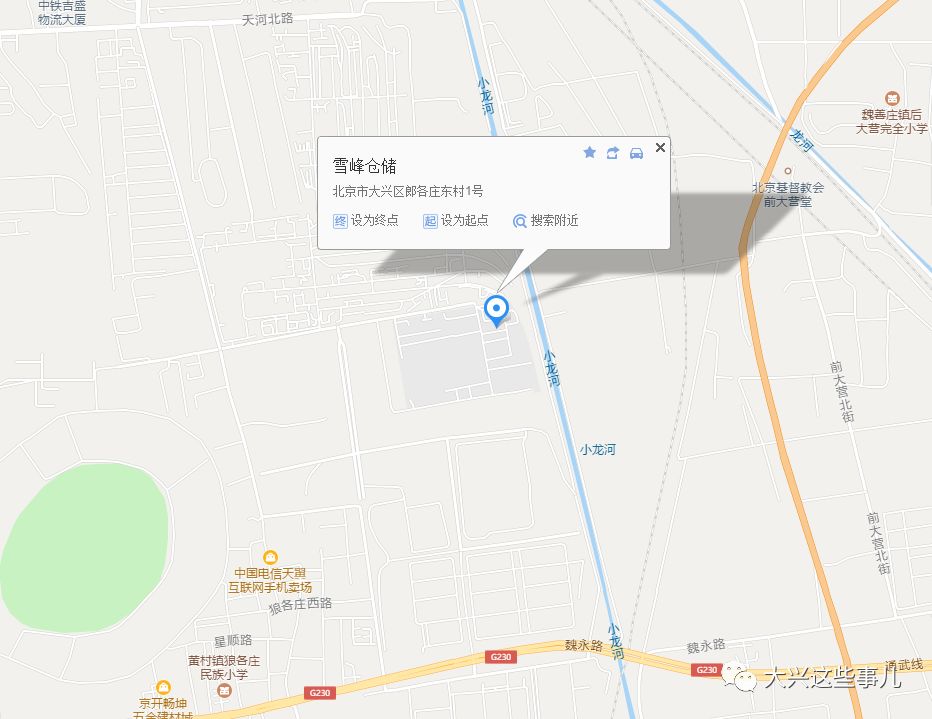 中铁吉盛
物流大厦
天河北路
小龙河
魏善庄镇后
大营完全小学
龙河
雪峰仓储
北京市大兴区郎各庄东村1号
终 设为终点 起 设为起点 搜索附近
北京基督教会
前大营堂
小龙河
前大营北街
小龙河
前大营北街
中国电信天翼
互联网手机卖场
狼各庄西路
星顺路
小龙河
魏永路
魏永路
黄村镇狼各庄
民族小学
G230
G230
通武线
大兴这些事儿
G230
京开畅坤
五金建材城